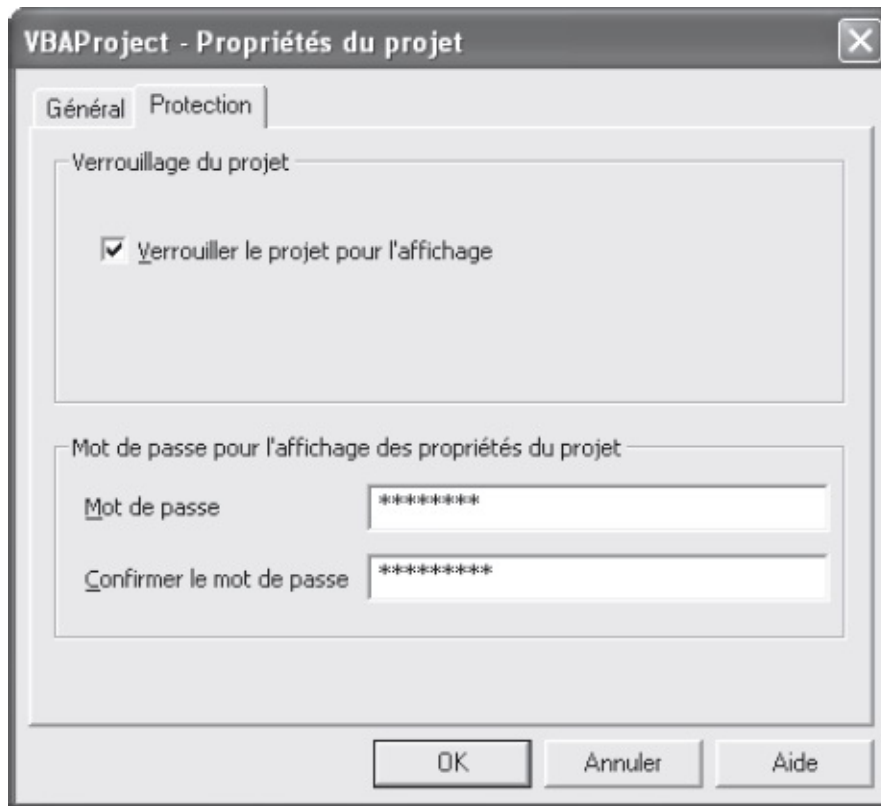 VBAProject - Propriétés du projet
Général
Protection
Verrouillage du projet
Verrouiller le projet pour l'affichage
Mot de passe pour l'affichage des propriétés du projet
Mot de passe
********
Confirmer le mot de passe
*********
OK
Annuler
Aide